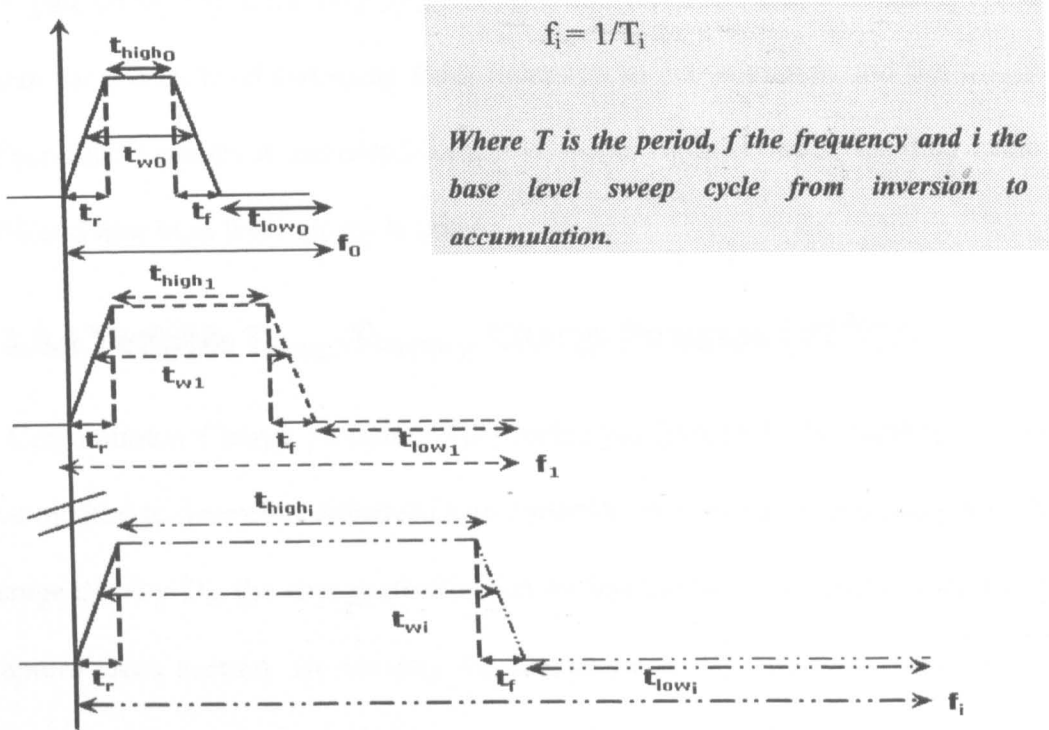 t_high0
f_i = 1/T_i
Where T is the period, f the frequency and i the
base level sweep cycle from inversion to
accumulation.
t_w0
t_r
t_f
t_low0
f_0
t_high1
t_w1
t_r
t_f
t_low1
f_1
t_highi
t_wi
t_r
t_f
t_lowi
f_i